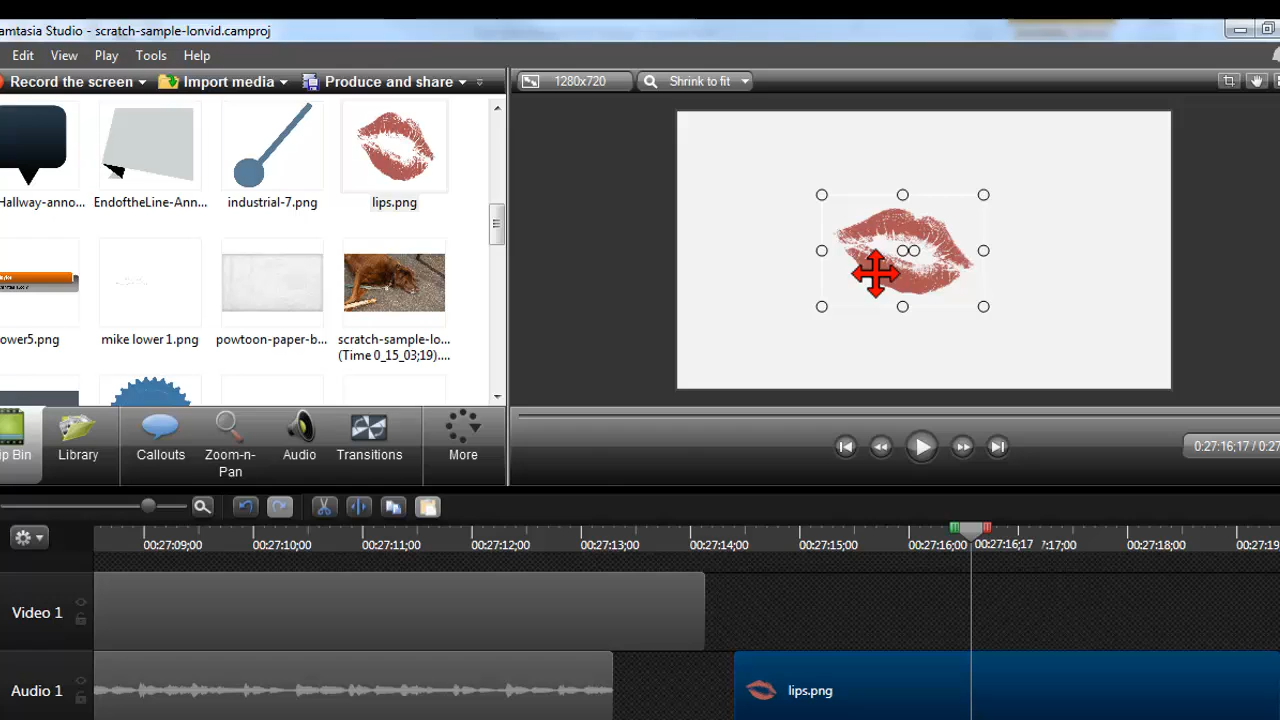 amtasia Studio - scratch-sample-lonvid.camproj
Edit View Play Tools Help
Record the screen Import media Produce and share
1280x720 Shrink to fit
Hallway-anno... EndoftheLine-Ann... industrial-7.png lips.png
ower5.png mike lower 1.png powtoon-paper-b... scratch-sample-lo...
(Time 0_15_03;19)....
ip Bin Library Callouts Zoom-n-
Pan Audio Transitions More
0:27:16;17 / 0:27
00:27:09;00 00:27:10;00 00:27:11;00 00:27:12;00 00:27:13;00 00:27:14;00 00:27:15;00 00:27:16;00 00:27:16;17 17;00 00:27:18;00 00:27:19
Video 1
Audio 1 lips.png